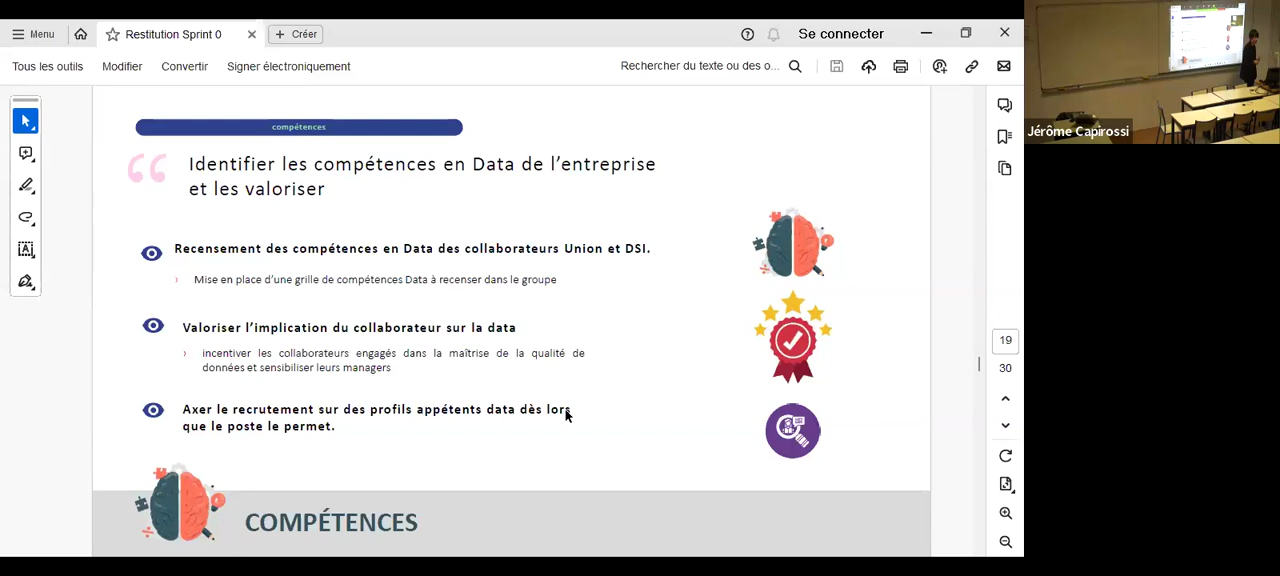 Menu
Restitution Sprint 0
Créer
Se connecter
Tous les outils
Modifier
Convertir
Signer électroniquement
Rechercher du texte ou des o...
Jérôme Capirossi
compétences
Identifier les compétences en Data de l’entreprise
et les valoriser
Recensement des compétences en Data des collaborateurs Union et DSI.
Mise en place d’une grille de compétences Data à recenser dans le groupe
Valoriser l’implication du collaborateur sur la data
incentiver les collaborateurs engagés dans la maîtrise de la qualité de
données et sensibiliser leurs managers
Axer le recrutement sur des profils appétents data dès lors
que le poste le permet.
COMPÉTENCES
19
30